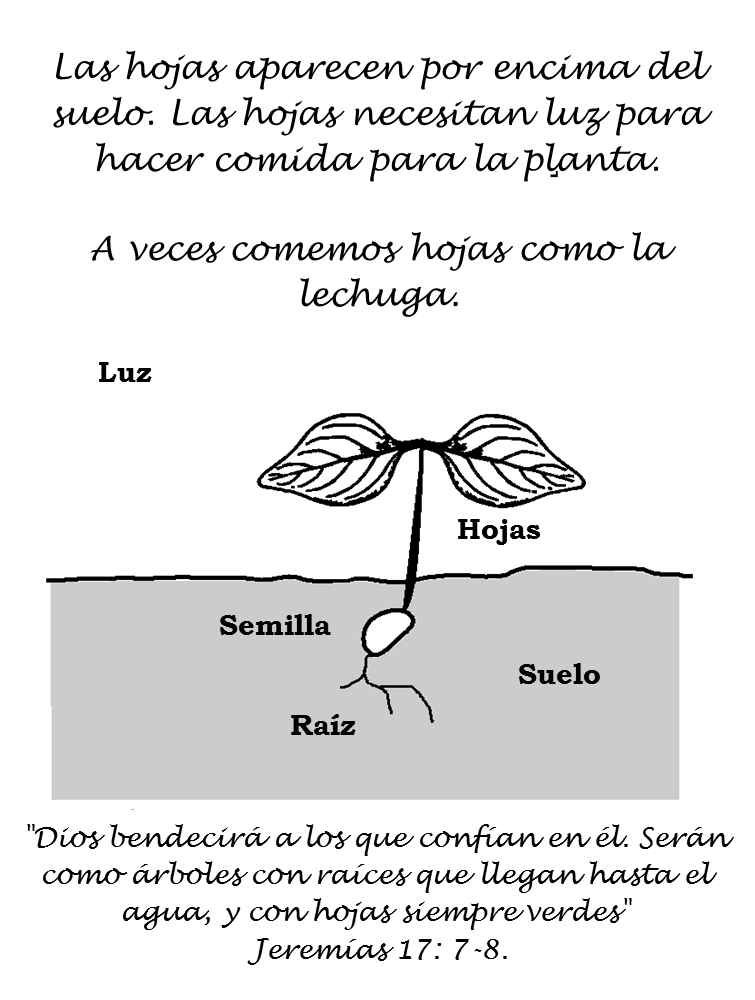 Las hojas aparecen por encima del
suelo. Las hojas necesitan luz para
hacer comida para la planta.
A veces comemos hojas como la
lechuga.
Luz
Hojas
Semilla
Suelo
Raíz
"Dios bendecirá a los que confían en él. Serán
como árboles con raíces que llegan hasta el
agua, y con hojas siempre verdes"
Jeremías 17: 7-8.